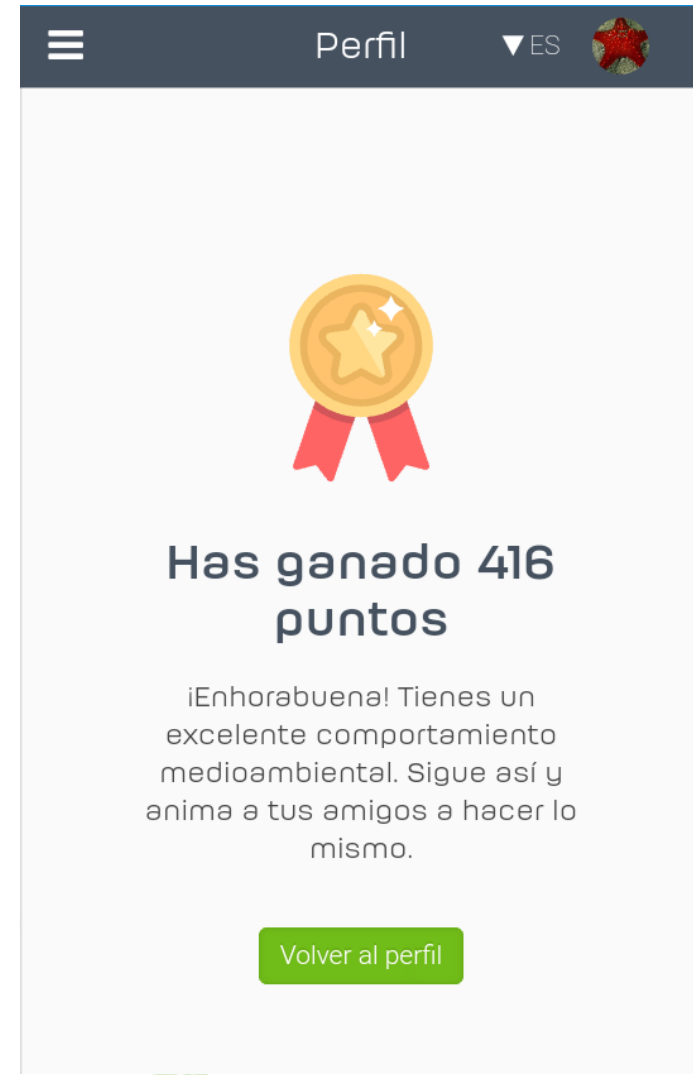 Perfil
▼ ES
Has ganado 416
puntos
¡Enhorabuena! Tienes un
excelente comportamiento
medioambiental. Sigue así y
anima a tus amigos a hacer lo
mismo.
Volver al perfil